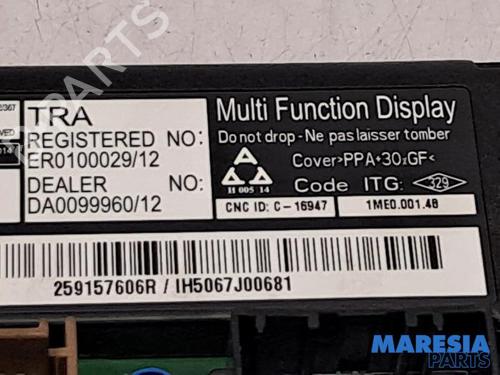 TRA
REGISTERED NO:
ER0100029/12
DEALER NO:
DA0099960/12
Multi Function Display
Do not drop - Ne pas laisser tomber
Cover>PPA+30%GF<
H 005 14
Code ITG: 329
CNC ID: C-16947
1ME0.001.48
259157606R / IH5067J00681
MARESIA
PARTS